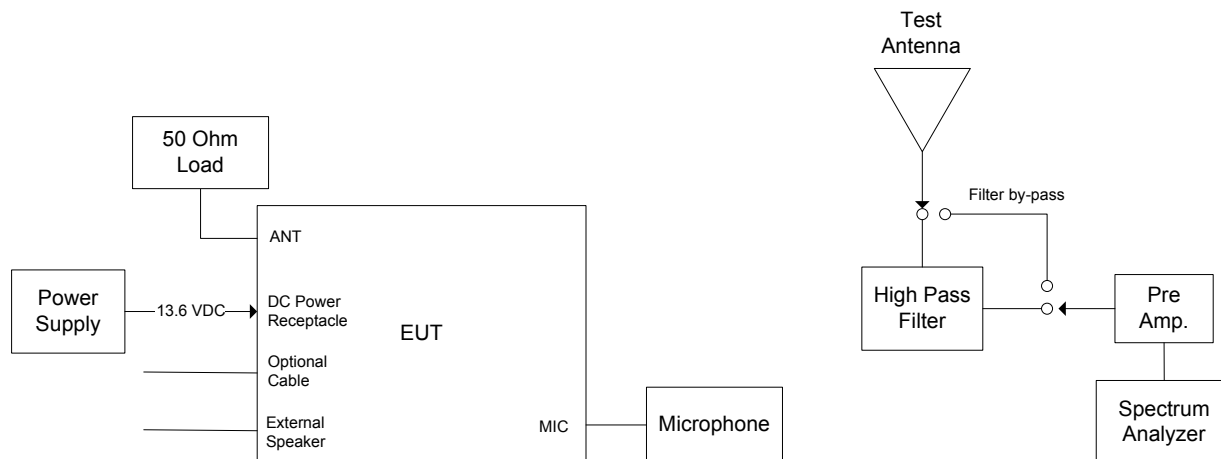 Test
Antenna
50 Ohm
Load
Filter by-pass
ANT
Power
Supply
13.6 VDC
DC Power
Receptacle
EUT
High Pass
Filter
Pre
Amp.
Optional
Cable
External
Speaker
MIC
Microphone
Spectrum
Analyzer